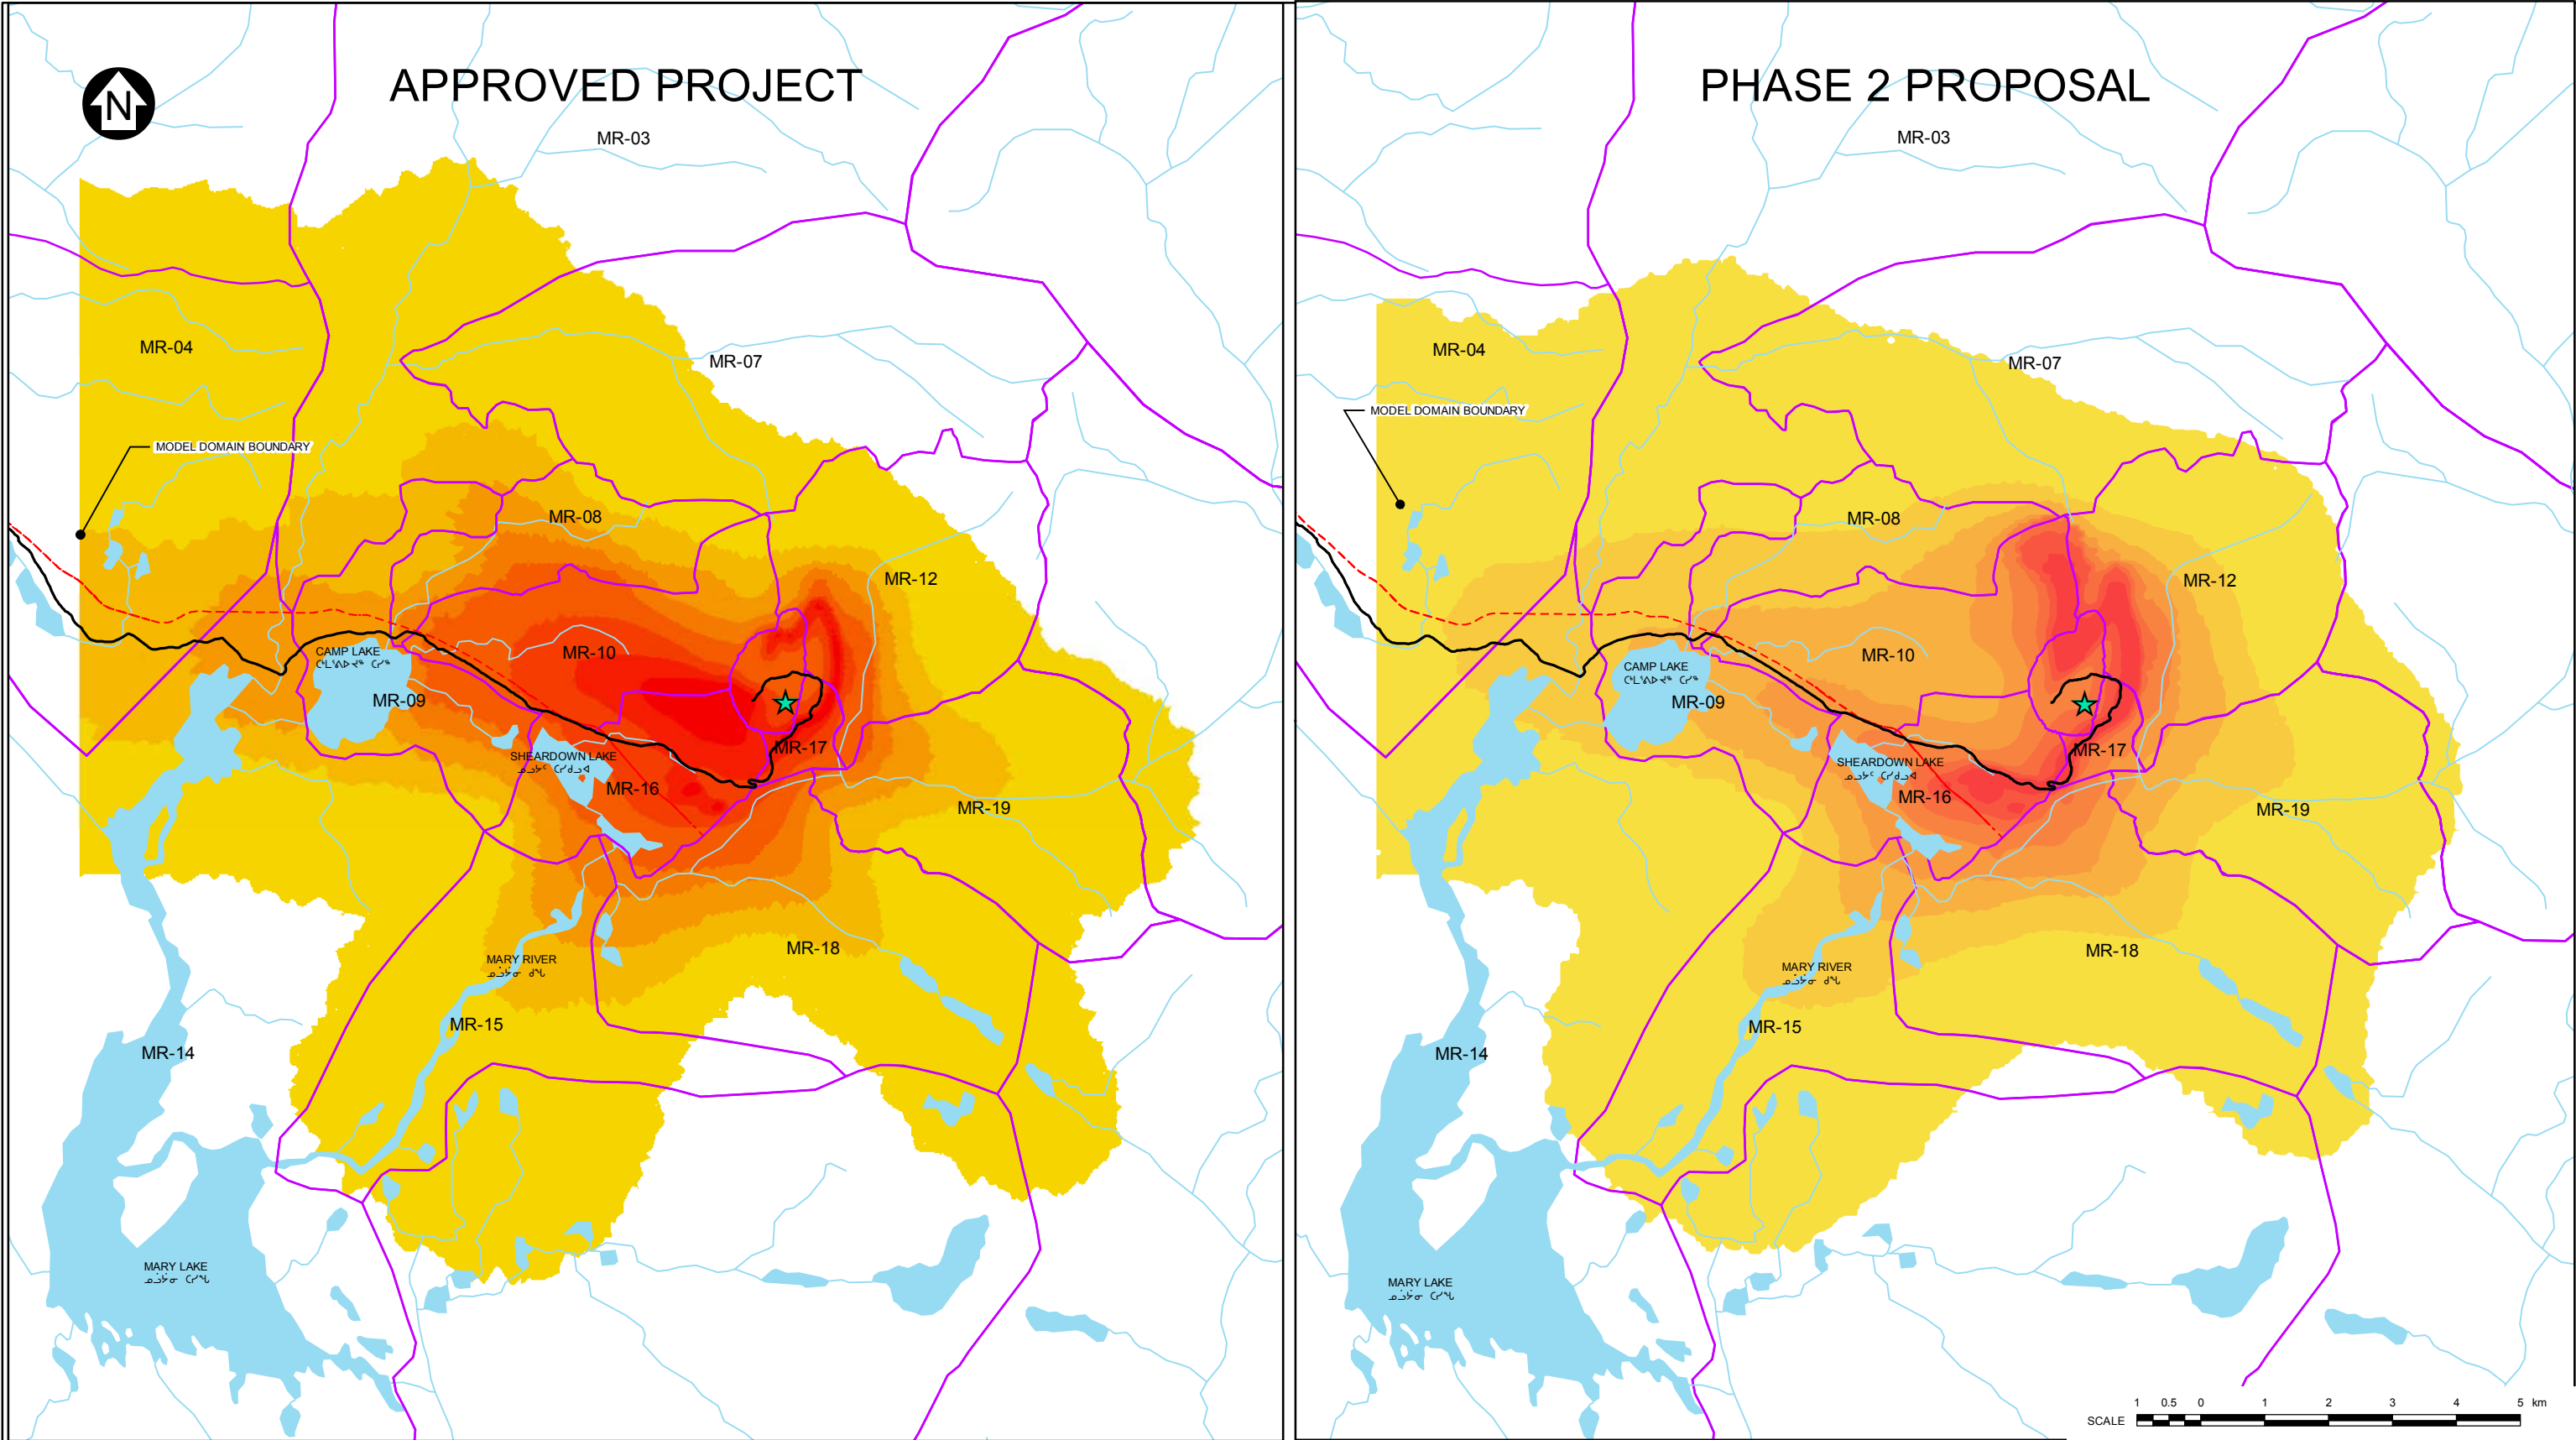 APPROVED PROJECT
N
MR-03
MR-04
MR-07
MODEL DOMAIN BOUNDARY
MR-08
MR-12
CAMP LAKE
MR-10
MR-09
MR-17
SHEARDOWN LAKE
MR-16
MR-19
MR-18
MARY RIVER
MR-15
MR-14
MARY LAKE
PHASE 2 PROPOSAL
MR-03
MR-04
MR-07
MODEL DOMAIN BOUNDARY
MR-08
MR-12
MR-10
CAMP LAKE
MR-09
MR-17
SHEARDOWN LAKE
MR-16
MR-19
MR-18
MARY RIVER
MR-15
MR-14
MARY LAKE
1 0.5 0 1 2 3 4 5 km
SCALE